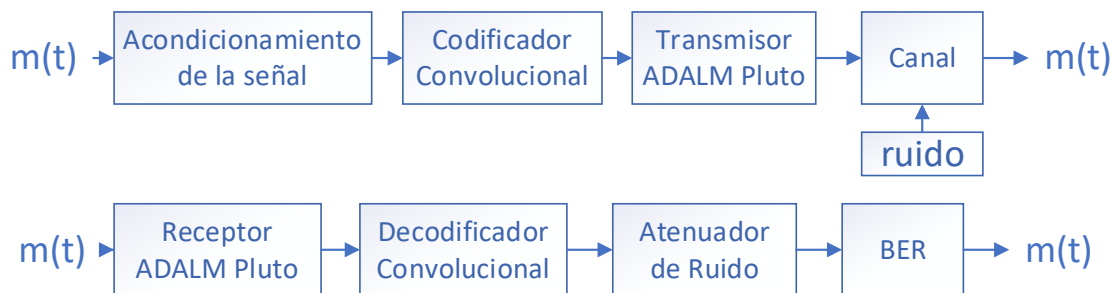 m(t)
Acondicionamiento
de la señal
Codificador
Convolucional
Transmisor
ADALM Pluto
Canal
m(t)
ruido
m(t)
Receptor
ADALM Pluto
Decodificador
Convolucional
Atenuador
de Ruido
BER
m(t)